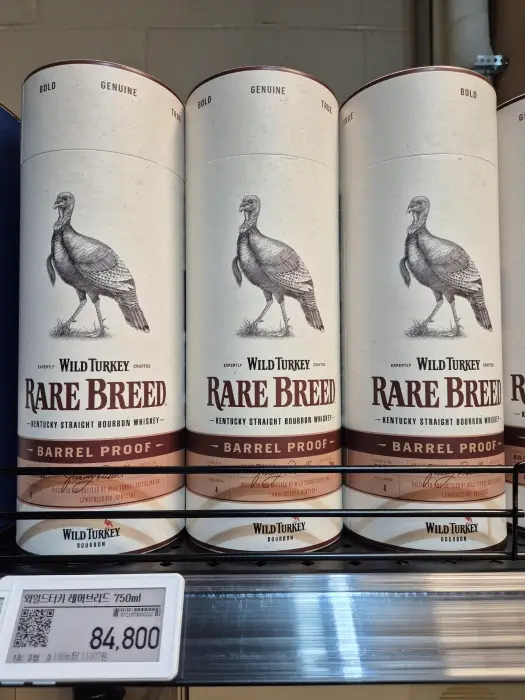 BOLD GENUINE TRUE
EXPERTLY WILD TURKEY CRAFTED
RARE BREED
KENTUCKY STRAIGHT BOURBON WHISKEY
BARREL PROOF
WILD TURKEY
BOURBON
BOLD GENUINE TRUE
EXPERTLY WILD TURKEY CRAFTED
RARE BREED
KENTUCKY STRAIGHT BOURBON WHISKEY
BARREL PROOF
WILD TURKEY
BOURBON
TRUE BOLD
EXPERTLY WILD TURKEY CRAFTED
RARE BREED
KENTUCKY STRAIGHT BOURBON WHISKEY
BARREL PROOF
WILD TURKEY
BOURBON
와일드터키 레어브리드 750ml
84,800